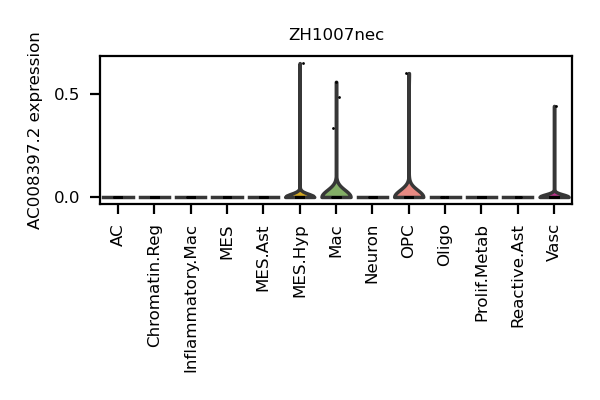 ZH1007nec
AC008397.2 expression
0.5
0.0
AC
Chromatin.Reg
Inflammatory.Mac
MES
MES.Ast
MES.Hyp
Mac
Neuron
OPC
Oligo
Prolif.Metab
Reactive.Ast
Vasc